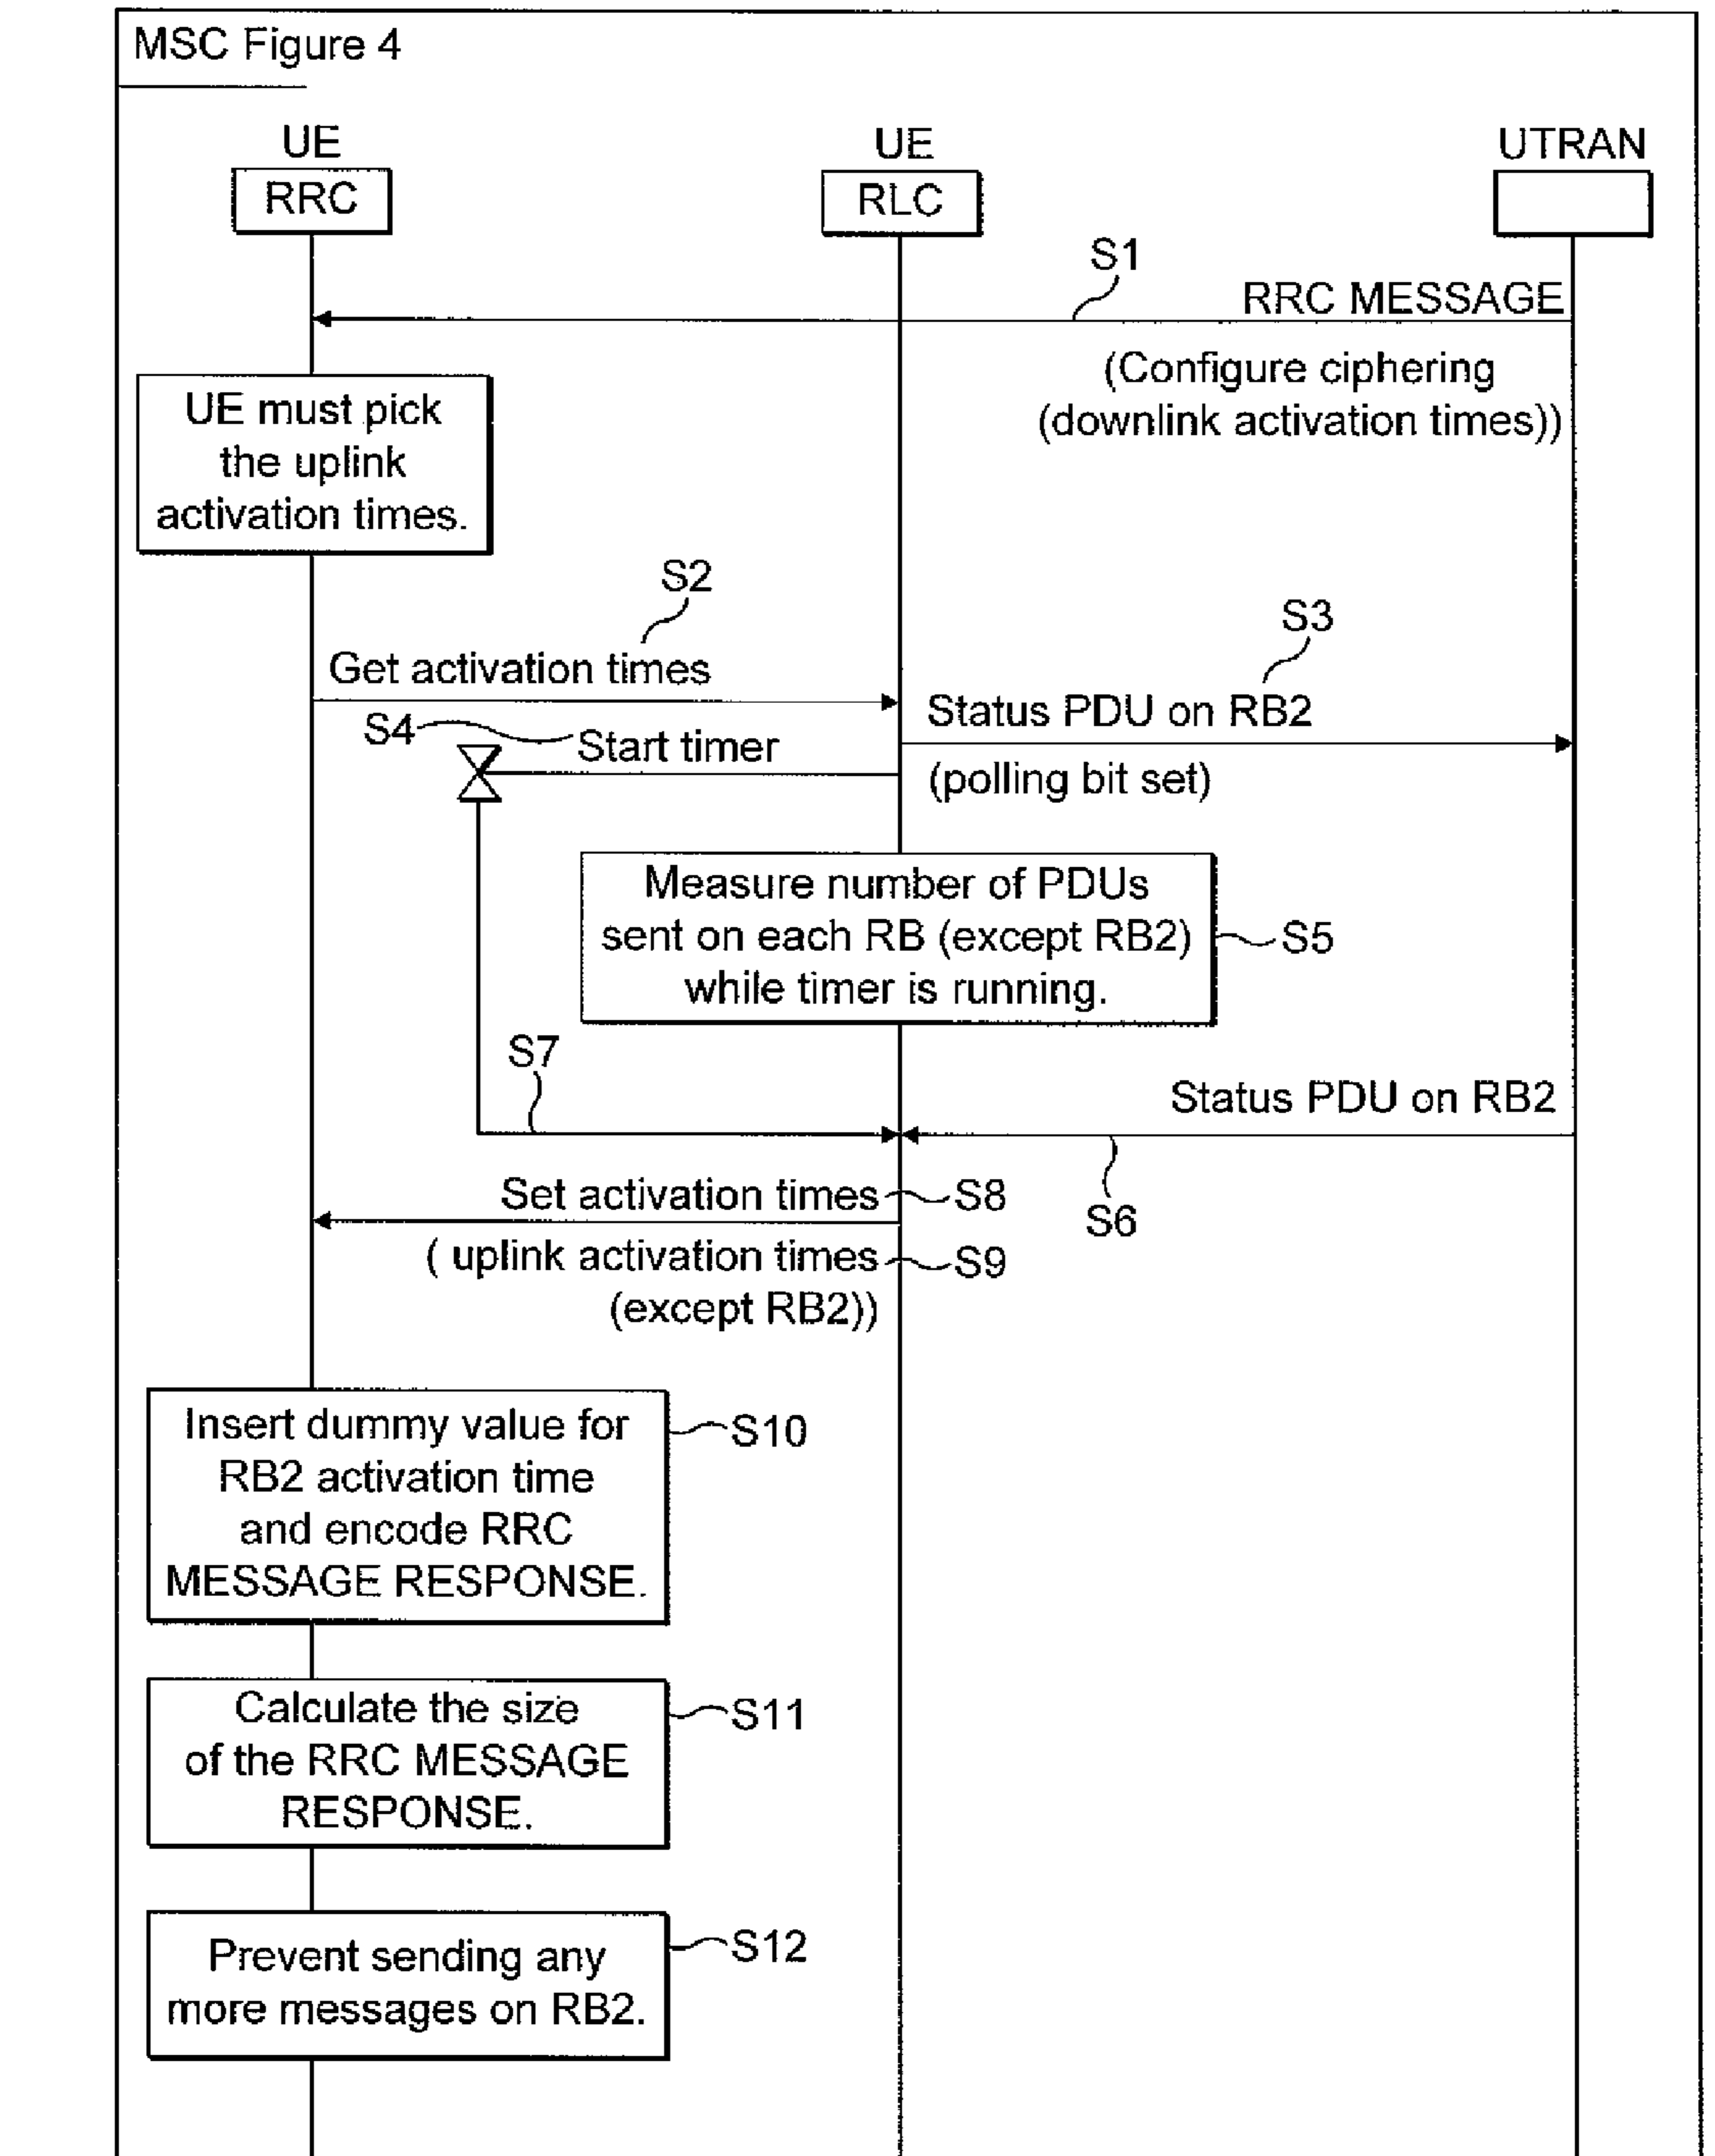 MSC Figure 4
UE
UE
UTRAN
RRC
RLC
S1
RRC MESSAGE
(Configure ciphering
(downlink activation times))
UE must pick
the uplink
activation times.
S2
S3
Get activation times
Status PDU on RB2
S4
Start timer
(polling bit set)
Measure number of PDUs
sent on each RB (except RB2)
while timer is running.
S5
S7
Status PDU on RB2
Set activation times
S8
S6
( uplink activation times
S9
(except RB2))
Insert dummy value for
RB2 activation time
and encode RRC
MESSAGE RESPONSE.
S10
Calculate the size
of the RRC MESSAGE
RESPONSE.
S11
Prevent sending any
more messages on RB2.
S12